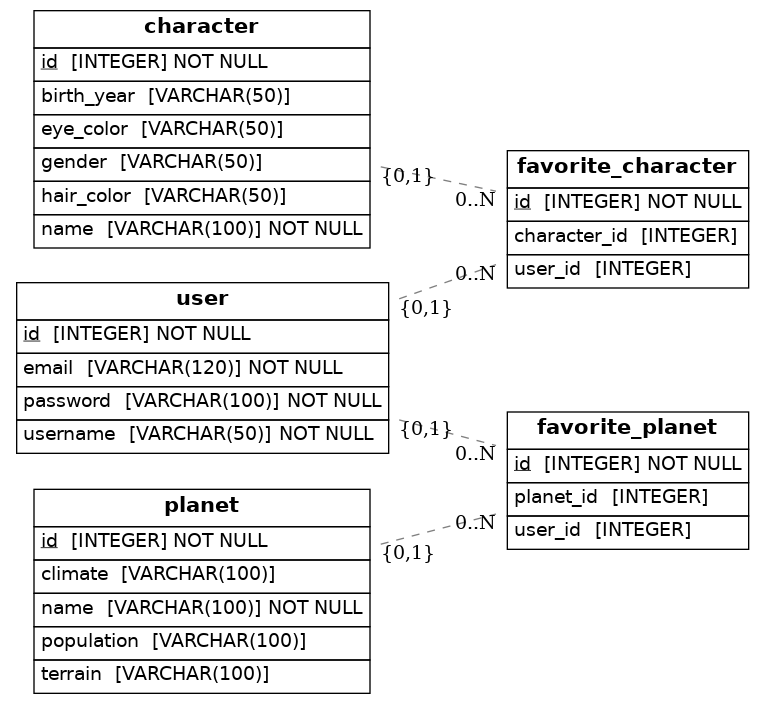 character
id [INTEGER] NOT NULL
birth_year [VARCHAR(50)]
eye_color [VARCHAR(50)]
gender [VARCHAR(50)]
hair_color [VARCHAR(50)]
name [VARCHAR(100)] NOT NULL
{0,1}
0..N
favorite_character
id [INTEGER] NOT NULL
character_id [INTEGER]
user_id [INTEGER]
0..N
{0,1}
user
id [INTEGER] NOT NULL
email [VARCHAR(120)] NOT NULL
password [VARCHAR(100)] NOT NULL
username [VARCHAR(50)] NOT NULL
{0,1}
0..N
favorite_planet
id [INTEGER] NOT NULL
planet_id [INTEGER]
user_id [INTEGER]
0..N
{0,1}
planet
id [INTEGER] NOT NULL
climate [VARCHAR(100)]
name [VARCHAR(100)] NOT NULL
population [VARCHAR(100)]
terrain [VARCHAR(100)]